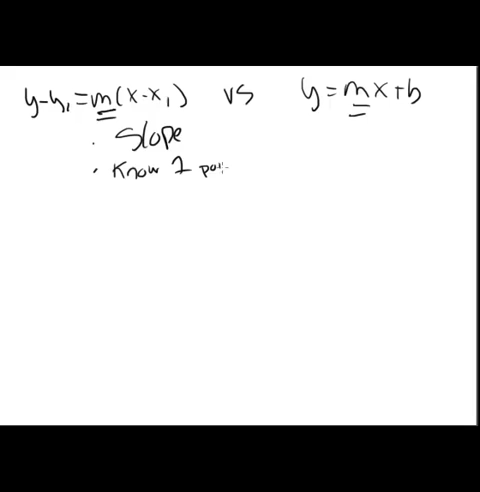 y-y₁=m(x-x₁) vs y=mx+b
· Slope
· Know 1